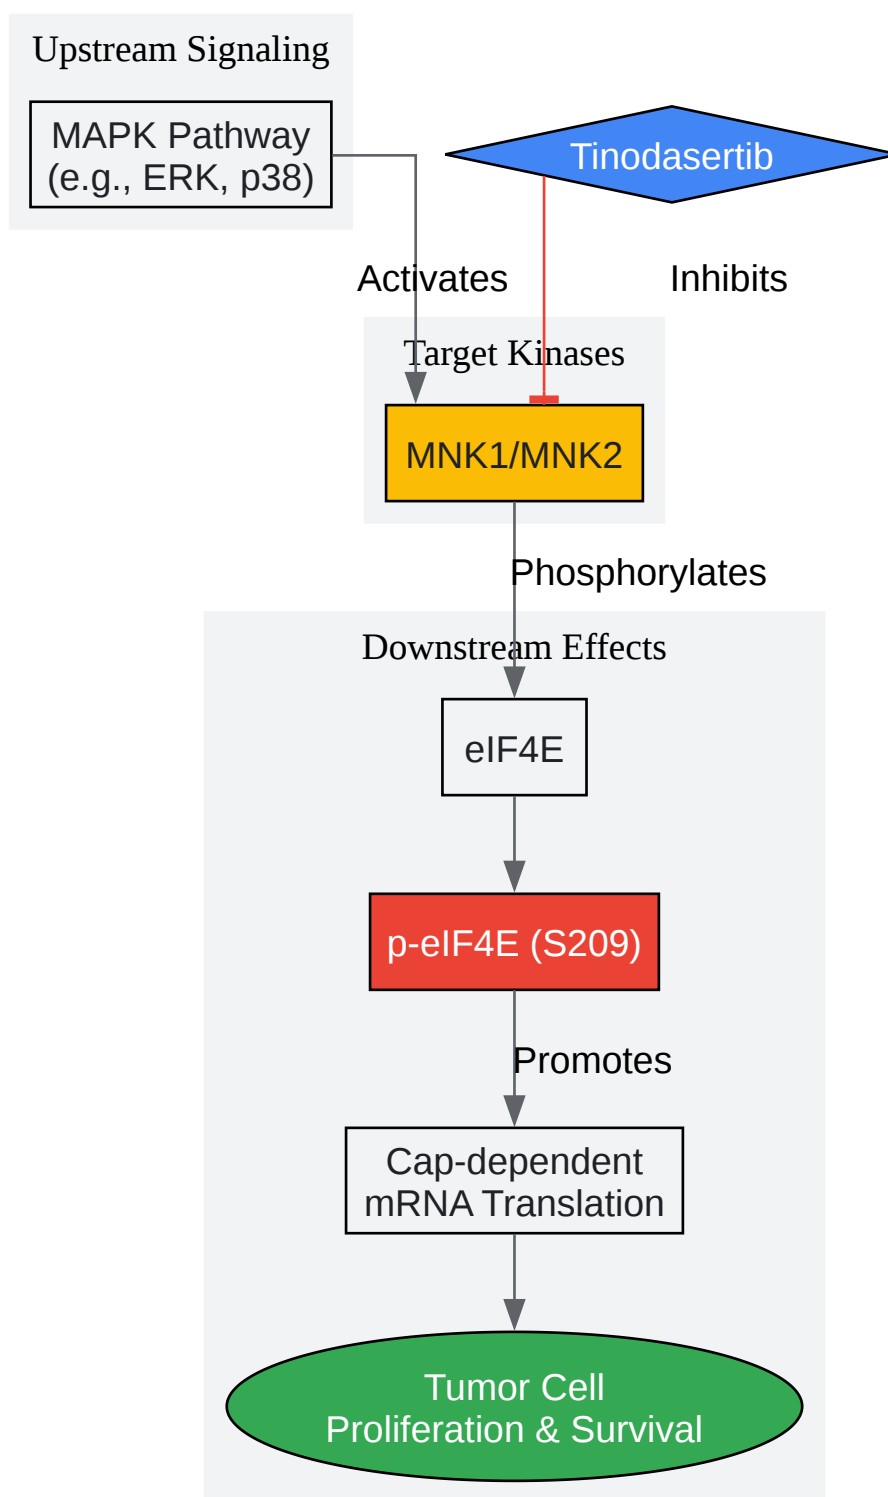 Upstream Signaling
MAPK Pathway
(e.g., ERK, p38)
Tinodasertib
Activates
Inhibits
Target Kinases
MNK1/MNK2
Phosphorylates
Downstream Effects
eIF4E
p-eIF4E (S209)
Promotes
Cap-dependent
mRNA Translation
Tumor Cell
Proliferation & Survival